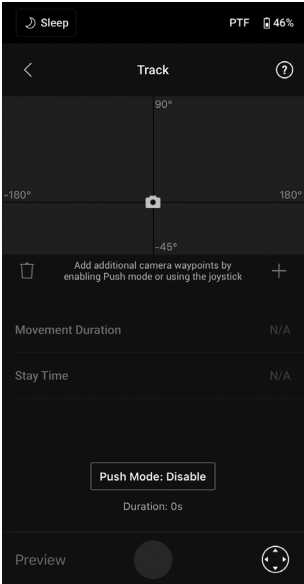 Sleep PTF 46%
Track ?
90°
-180° 180°
-45°
Add additional camera waypoints by
enabling Push mode or using the joystick
Movement Duration N/A
Stay Time N/A
Push Mode: Disable
Duration: 0s
Preview